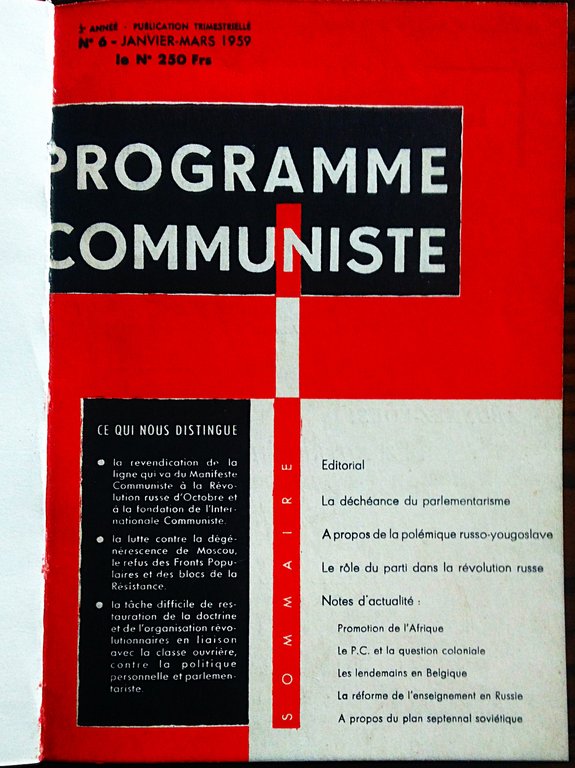 3e ANNÉE - PUBLICATION TRIMESTRIELLE
N° 6 - JANVIER-MARS 1959
le N° 250 Frs
PROGRAMME
COMMUNISTE
CE QUI NOUS DISTINGUE
● la revendication de la
ligne qui va du Manifeste
Communiste à la Révo-
lution russe d'Octobre et
à la fondation de l'Inter-
nationale Communiste.
● la lutte contre la dégé-
nérescence de Moscou,
le refus des Fronts Popu-
laires et des blocs de la
Résistance.
● la tâche difficile de res-
tauration de la doctrine
et de l'organisation révo-
lutionnaires en liaison
avec la classe ouvrière,
contre la politique
personnelle et parlemen-
tariste.
SOMMAIRE
Editorial
La déchéance du parlementarisme
A propos de la polémique russo-yougoslave
Le rôle du parti dans la révolution russe
Notes d'actualité :
Promotion de l'Afrique
Le P.C. et la question coloniale
Les lendemains en Belgique
La réforme de l'enseignement en Russie
A propos du plan septennal soviétique